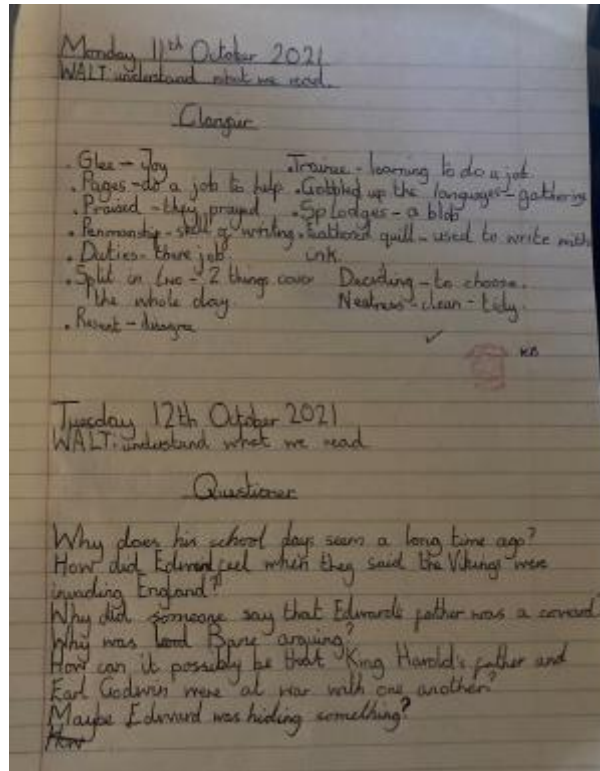 Monday 11th October 2021
WALT: understand what we read.
Clarifier
. Glee - Joy
. Pages - do a job to help
. Praised - they prayed
. Penmanship - skill of writing
. Duties - there job
. Split in two - 2 things cover
the whole day.
. Resent - disagree
. Trainee - learning to do a job
. Gobbled up the languages - gathering
. Splodges - a blob
. Feathered quill - used to write with
ink.
Deciding - to choose.
Neatness - clean - tidy.
KB
Tuesday 12th October 2021
WALT: understand what we read
Questioner
Why does his school days seem a long time ago?
How did Edward feel when they said the Vikings were
invading England?
Why did someone say that Edward's father was a coward
Why was Lord arguing?
How can it possibly be that King Harold's father and
Earl Godwin were at war with one another?
Maybe Edward was hiding something?
How